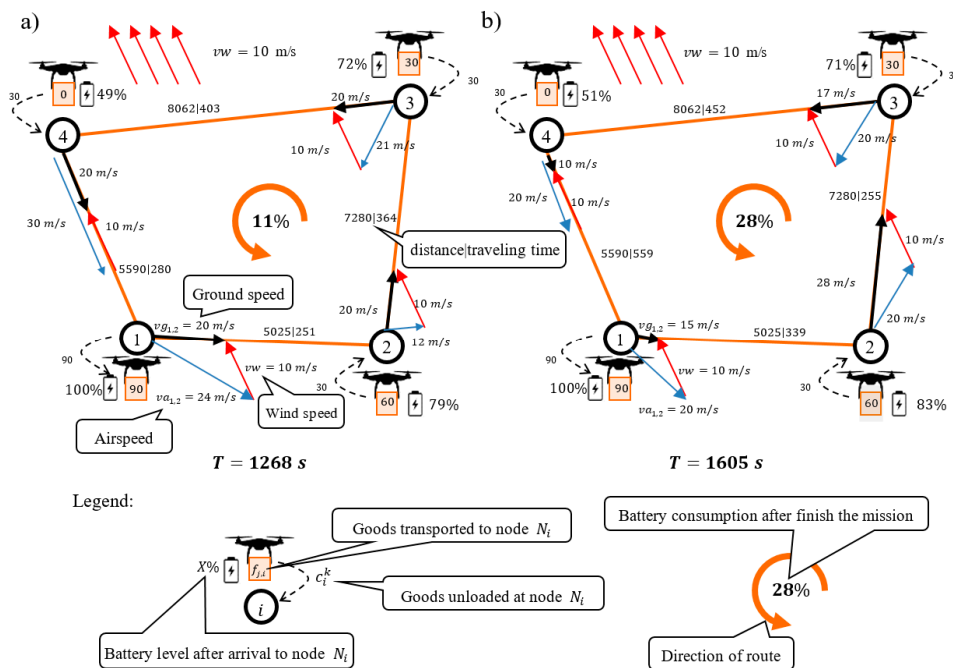 a)
vw = 10 m/s
72%
30
30
0
49%
30
20 m/s
3
8062|403
4
10 m/s
21 m/s
20 m/s
30 m/s
10 m/s
11%
7280|364
distance|traveling time
5590|280
Ground speed
20 m/s
10 m/s
vg1,2 = 20 m/s
5025|251
1
2
12 m/s
90
100%
90
vw = 10 m/s
va1,2 = 24 m/s
Wind speed
30
60
79%
Airspeed
T = 1268 s
b)
vw = 10 m/s
71%
30
3
0
51%
30
17 m/s
3
8062|452
4
10 m/s
20 m/s
10 m/s
20 m/s
10 m/s
28%
7280|255
10 m/s
5590|559
28 m/s
vg1,2 = 15 m/s
5025|339
20 m/s
1
2
90
100%
90
vw = 10 m/s
va1,2 = 20 m/s
30
60
83%
T = 1605 s
Legend:
Goods transported to node Ni
X%
fj,i
cik
i
Goods unloaded at node Ni
Battery level after arrival to node Ni
Battery consumption after finish the mission
28%
Direction of route